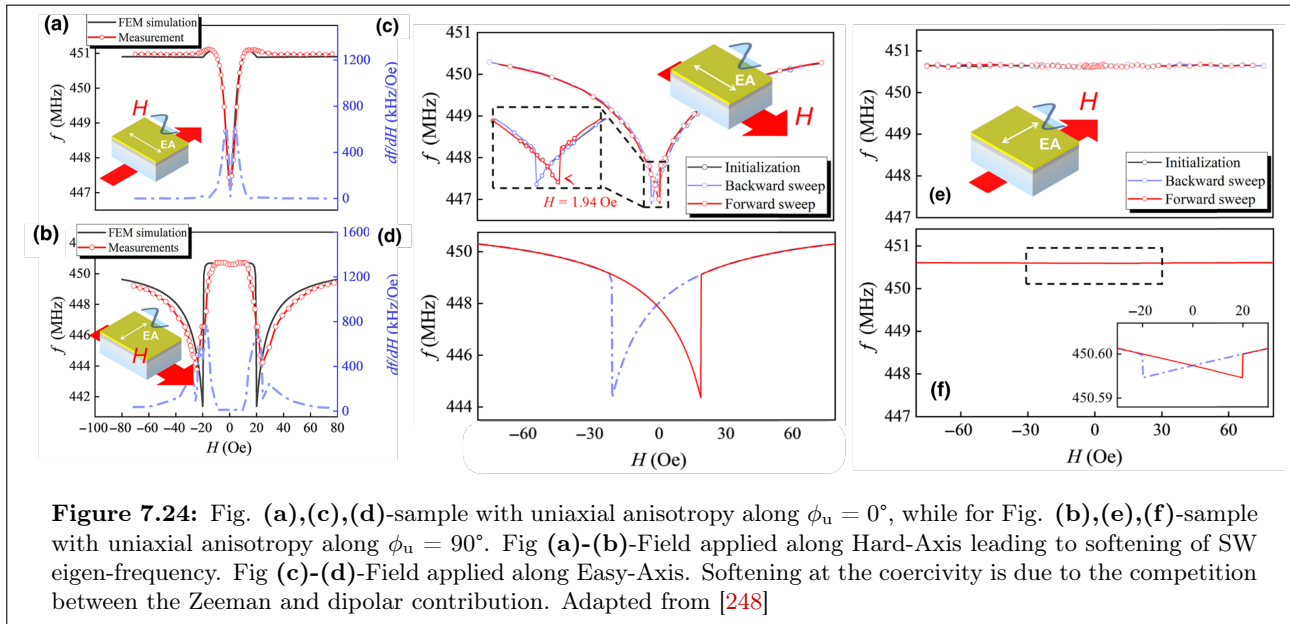 (a)
FEM simulation
Measurement
451
450
449
448
447
f (MHz)
H
EA
1200
900
600
300
0
df/dH (kHz/Oe)
(b)
FEM simulation
Measurements
450
448
446
444
442
f (MHz)
EA
H
1600
1200
800
400
0
df/dH (kHz/Oe)
−100 −80 −60 −40 −20 0 20 40 60 80
H (Oe)
(c)
450
449
448
447
f (MHz)
EA
H
H = 1.94 Oe
Initialization
Backward sweep
Forward sweep
(d)
450
448
446
444
f (MHz)
−60 −30 0 30 60
H (Oe)
451
450
449
448
447
f (MHz)
H
EA
(e)
Initialization
Backward sweep
Forward sweep
451
450
449
448
447
f (MHz)
(f)
−20 0 20
450.60
450.59
−60 −30 0 30 60
H (Oe)
Figure 7.24: Fig. (a),(c),(d)-sample with uniaxial anisotropy along ϕu = 0°, while for Fig. (b),(e),(f)-sample
with uniaxial anisotropy along ϕu = 90°. Fig (a)-(b)-Field applied along Hard-Axis leading to softening of SW
eigen-frequency. Fig (c)-(d)-Field applied along Easy-Axis. Softening at the coercivity is due to the competition
between the Zeeman and dipolar contribution. Adapted from [248]